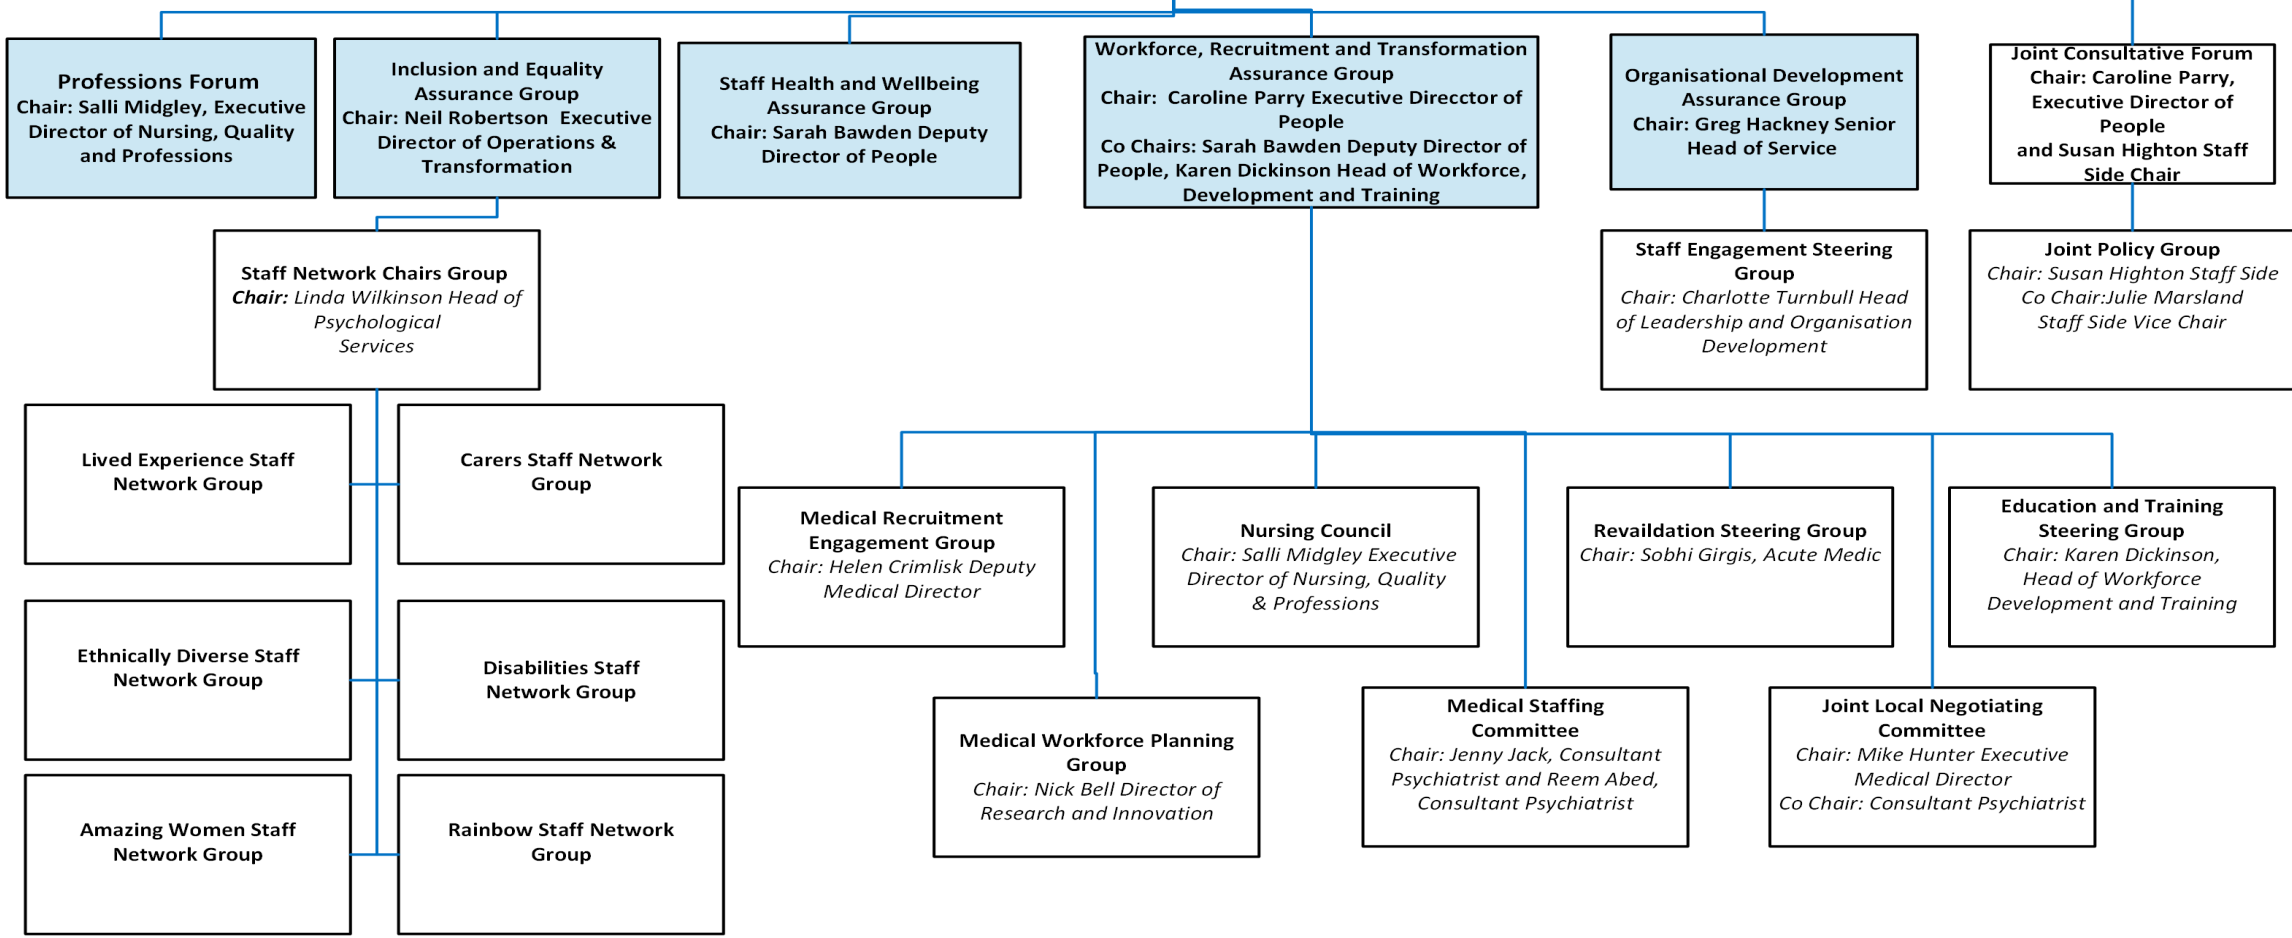 Professions Forum
Chair: Salli Midgley, Executive
Director of Nursing, Quality
and Professions
Inclusion and Equality
Assurance Group
Chair: Neil Robertson  Executive
Director of Operations &
Transformation
Staff Health and Wellbeing
Assurance Group
Chair: Sarah Bawden Deputy
Director of People
Workforce, Recruitment and Transformation
Assurance Group
Chair:  Caroline Parry Executive Direcctor of
People
Co Chairs: Sarah Bawden Deputy Director of
People, Karen Dickinson Head of Workforce,
Development and Training
Organisational Development
Assurance Group
Chair: Greg Hackney Senior
Head of Service
Joint Consultative Forum
Chair: Caroline Parry,
Executive Director of
People
and Susan Highton Staff
Side Chair
Staff Network Chairs Group
Chair: Linda Wilkinson Head of
Psychological
Services
Staff Engagement Steering
Group
Chair: Charlotte Turnbull Head
of Leadership and Organisation
Development
Joint Policy Group
Chair: Susan Highton Staff Side
Co Chair:Julie Marsland
Staff Side Vice Chair
Lived Experience Staff
Network Group
Carers Staff Network
Group
Ethnically Diverse Staff
Network Group
Disabilities Staff
Network Group
Amazing Women Staff
Network Group
Rainbow Staff Network
Group
Medical Recruitment
Engagement Group
Chair: Helen Crimlisk Deputy
Medical Director
Nursing Council
Chair: Salli Midgley Executive
Director of Nursing, Quality
& Professions
Revaildation Steering Group
Chair: Sobhi Girgis, Acute Medic
Education and Training
Steering Group
Chair: Karen Dickinson,
Head of Workforce
Development and Training
Medical Workforce Planning
Group
Chair: Nick Bell Director of
Research and Innovation
Medical Staffing
Committee
Chair: Jenny Jack, Consultant
Psychiatrist and Reem Abed,
Consultant Psychiatrist
Joint Local Negotiating
Committee
Chair: Mike Hunter Executive
Medical Director
Co Chair: Consultant Psychiatrist